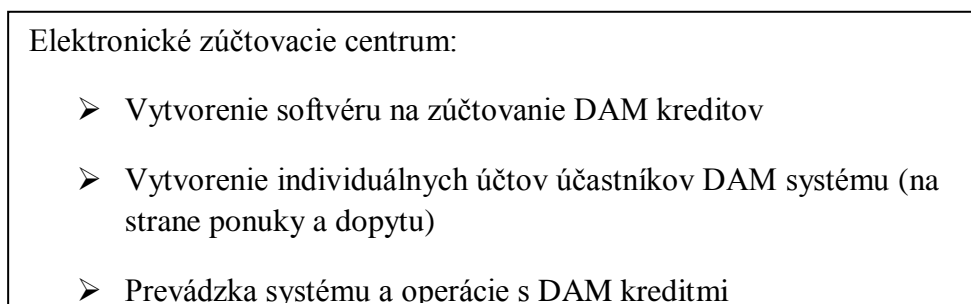 Elektronické zúčtovacie centrum:
➢ Vytvorenie softvéru na zúčtovanie DAM kreditov
➢ Vytvorenie individuálnych účtov účastníkov DAM systému (na
strane ponuky a dopytu)
➢ Prevádzka systému a operácie s DAM kreditmi